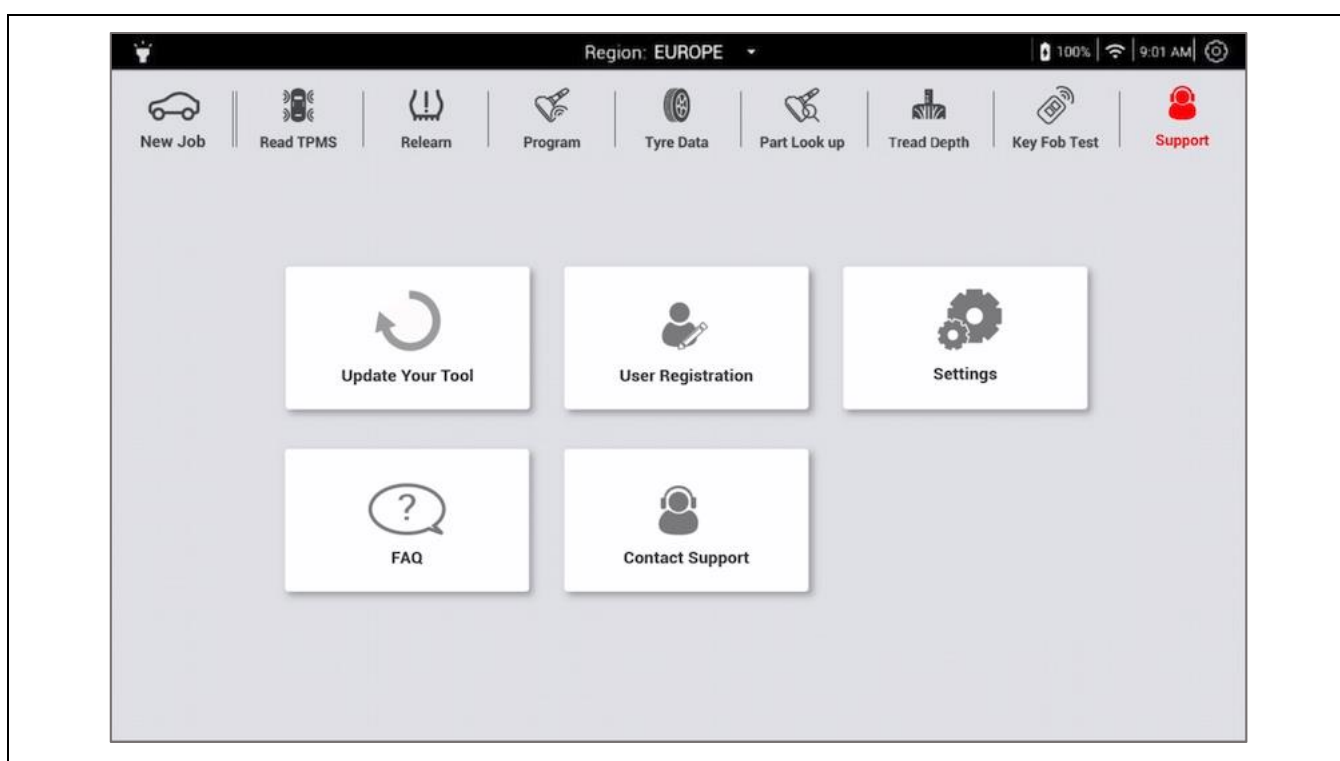 Region: EUROPE 100% 9:01 AM
New Job Read TPMS Relearn Program Tyre Data Part Look up Tread Depth Key Fob Test Support
Update Your Tool User Registration Settings
?
FAQ Contact Support